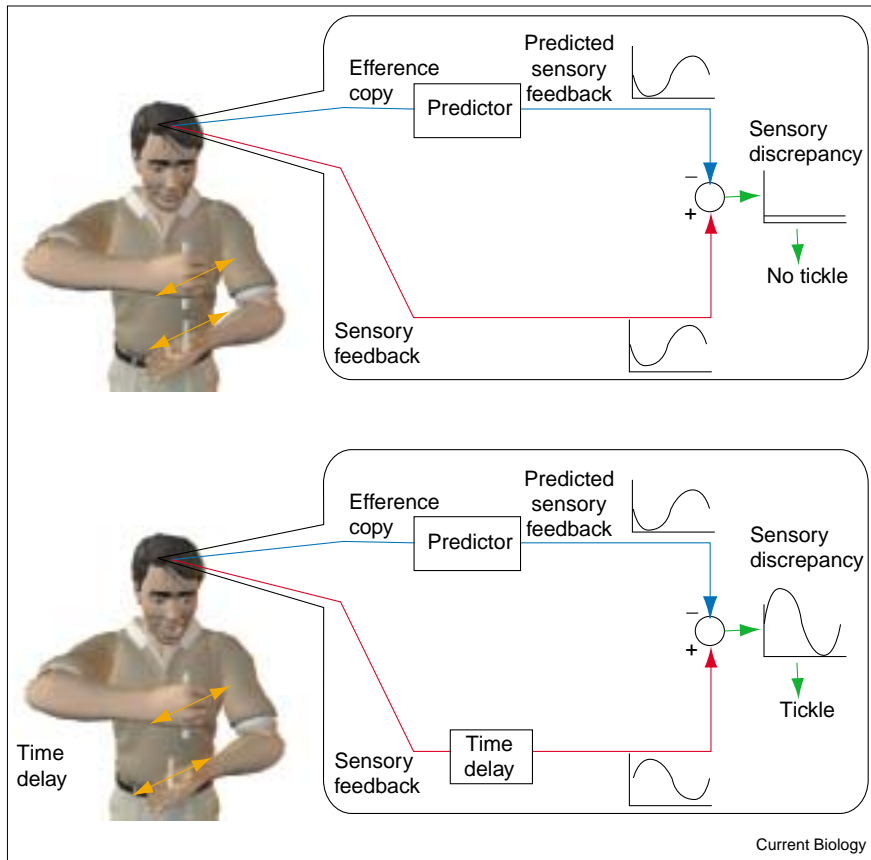 Efference
copy
Predictor
Predicted
sensory
feedback
Sensory
discrepancy
−
+
No tickle
Sensory
feedback
Efference
copy
Predictor
Predicted
sensory
feedback
Sensory
discrepancy
−
+
Tickle
Time
delay
Sensory
feedback
Time
delay
Current Biology